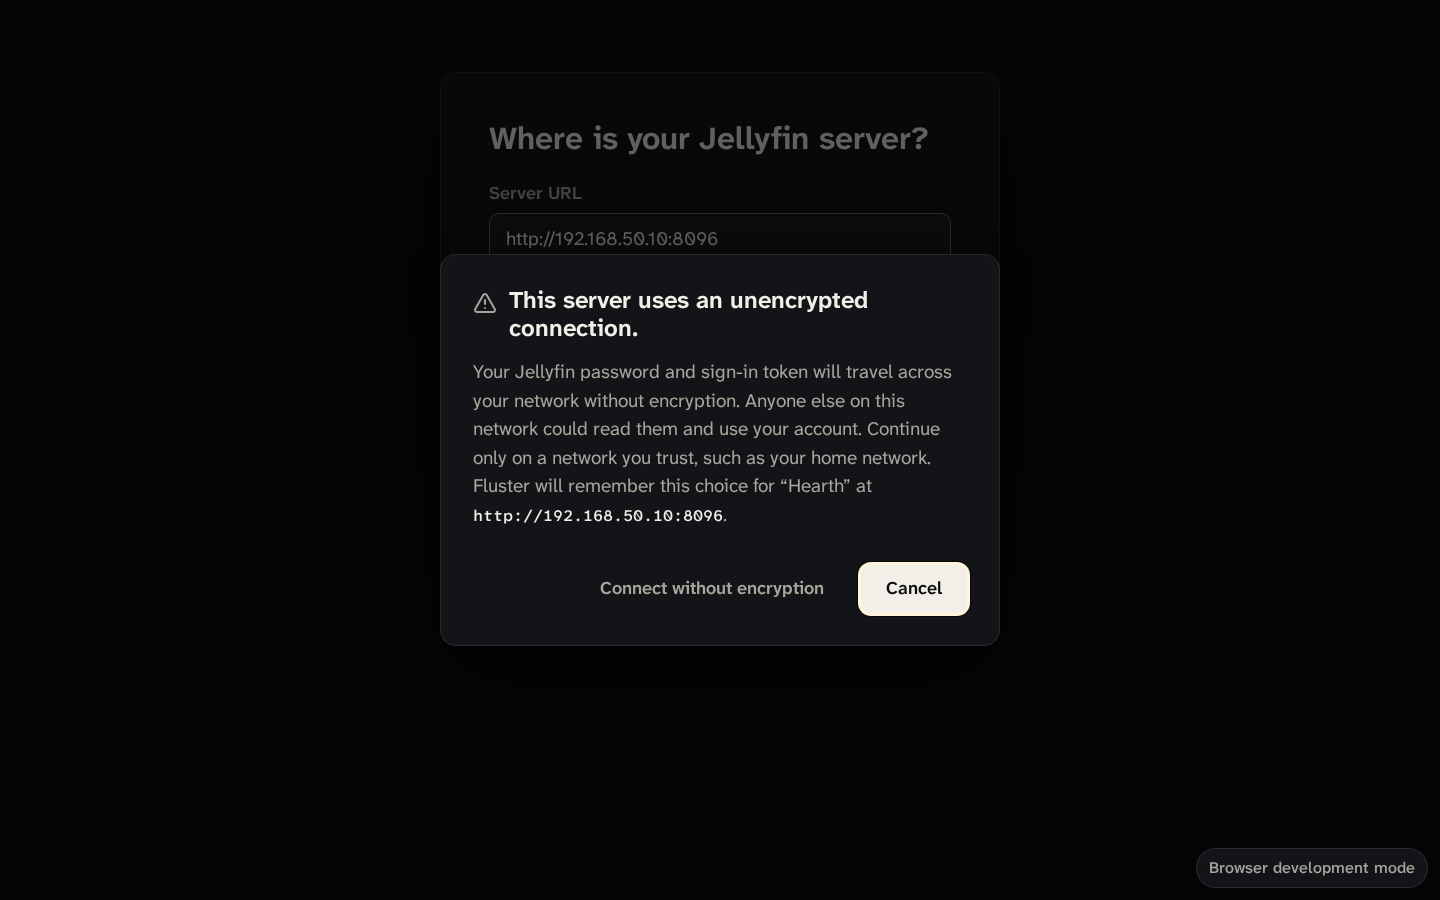 Where is your Jellyfin server?
Server URL
http://192.168.50.10:8096
This server uses an unencrypted
connection.
Your Jellyfin password and sign-in token will travel across
your network without encryption. Anyone else on this
network could read them and use your account. Continue
only on a network you trust, such as your home network.
Fluster will remember this choice for “Hearth” at
http://192.168.50.10:8096.
Connect without encryption
Cancel
Browser development mode